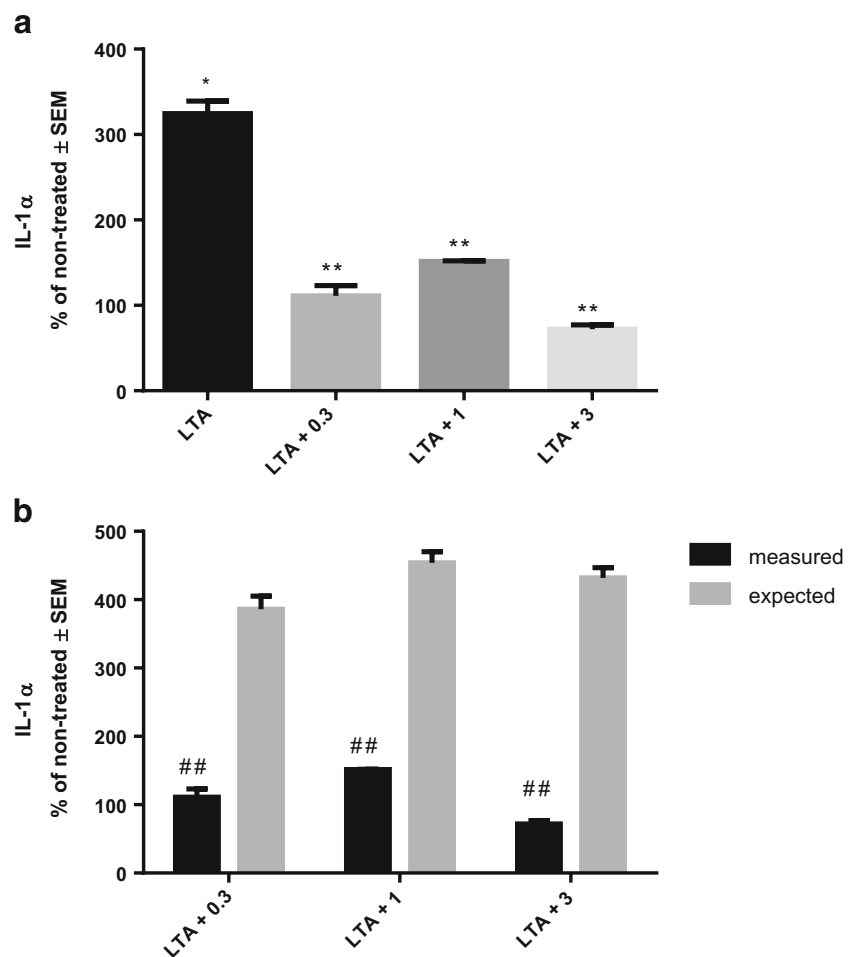 a
400
300
200
100
0
IL-1α
% of non-treated ± SEM
*
**
**
**
LTA
LTA + 0.3
LTA + 1
LTA + 3
b
500
400
300
200
100
0
IL-1α
% of non-treated ± SEM
##
##
##
LTA + 0.3
LTA + 1
LTA + 3
measured
expected